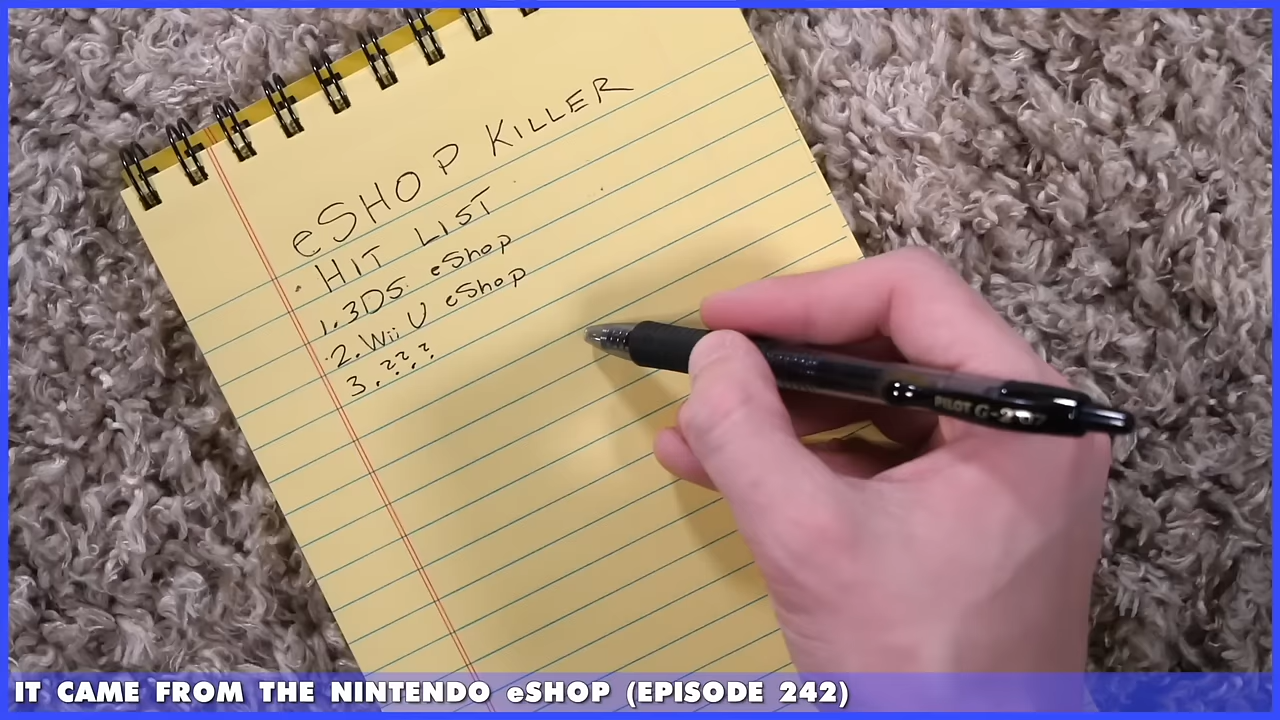 eSHOP KILLER
HIT LIST
1. 3DS eShop
2. Wii U eShop
3. ???
PILOT G-2 07
IT CAME FROM THE NINTENDO eSHOP (EPISODE 242)